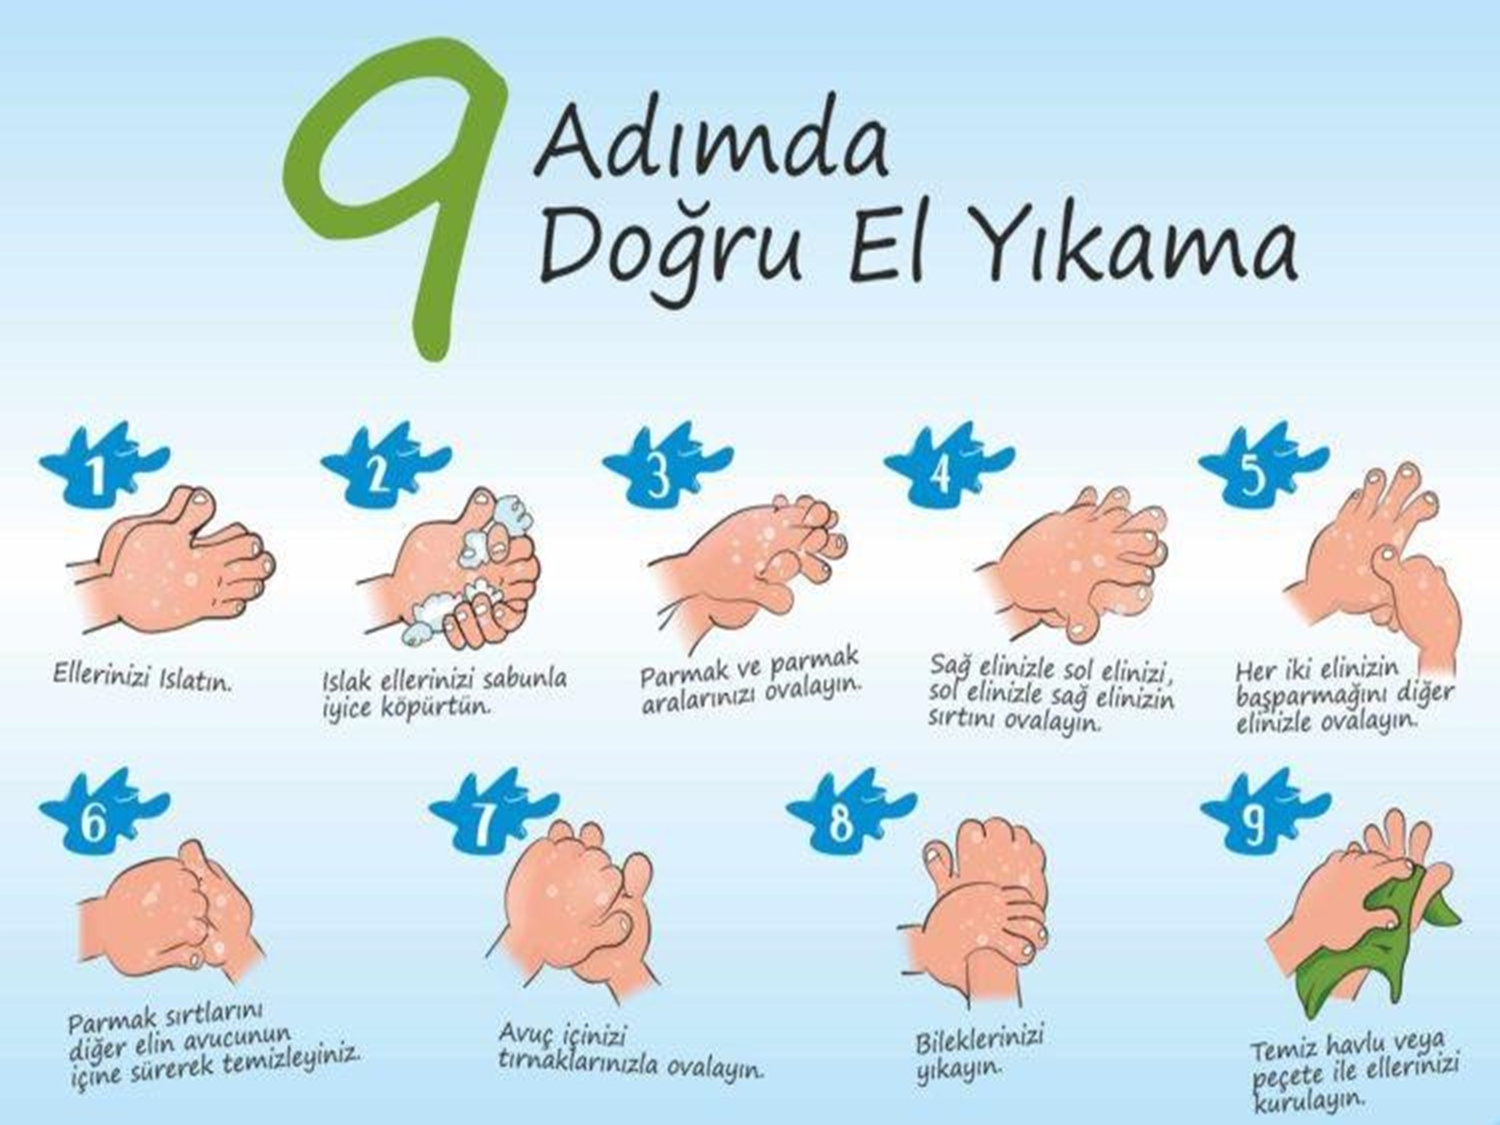 9 Adımda
Doğru El Yıkama
1
Ellerinizi Islatın.
2
Islak ellerinizi sabunla
iyice köpürtün.
3
Parmak ve parmak
aralarınızı ovalayın.
4
Sağ elinizle sol elinizi,
sol elinizle sağ elinizin
sırtını ovalayın.
5
Her iki elinizin
başparmağını diğer
elinizle ovalayın.
6
Parmak sırtlarını
diğer elin avucunun
içine sürerek temizleyiniz.
7
Avuç içinizi
tırnaklarınızla ovalayın.
8
Bileklerinizi
yıkayın.
9
Temiz havlu veya
peçete ile ellerinizi
kurulayın.